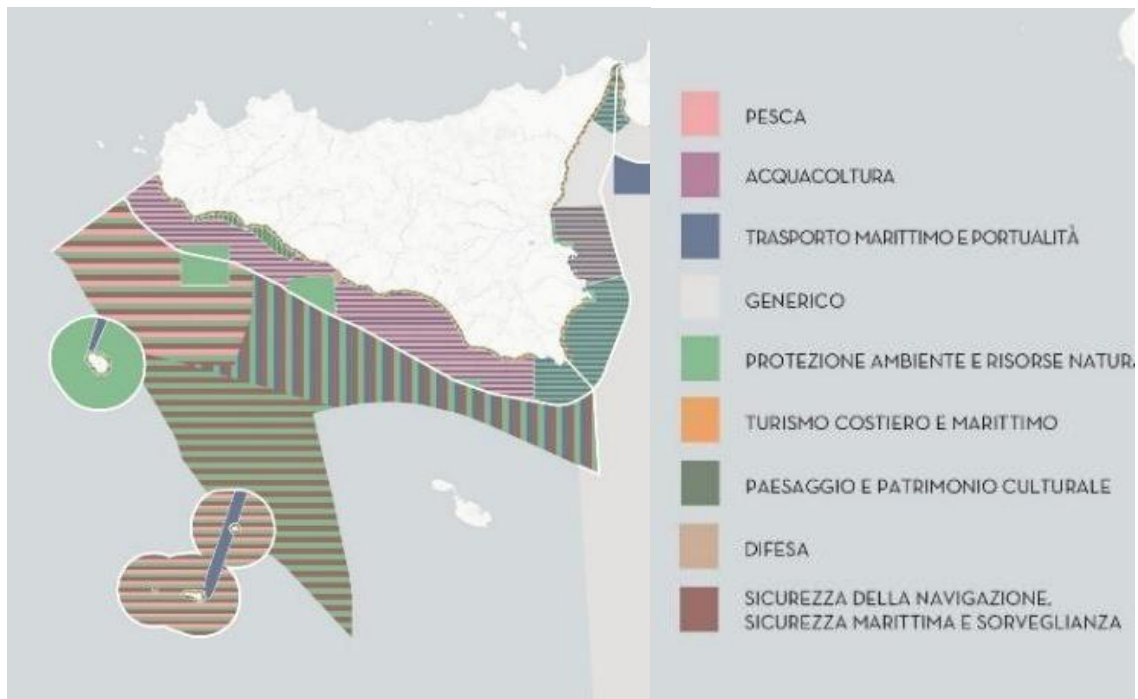 PESCA
ACQUACOLTURA
TRASPORTO MARITTIMO E PORTUALITÀ
GENERICO
PROTEZIONE AMBIENTE E RISORSE NATURA
TURISMO COSTIERO E MARITTIMO
PAESAGGIO E PATRIMONIO CULTURALE
DIFESA
SICUREZZA DELLA NAVIGAZIONE,
SICUREZZA MARITTIMA E SORVEGLIANZA